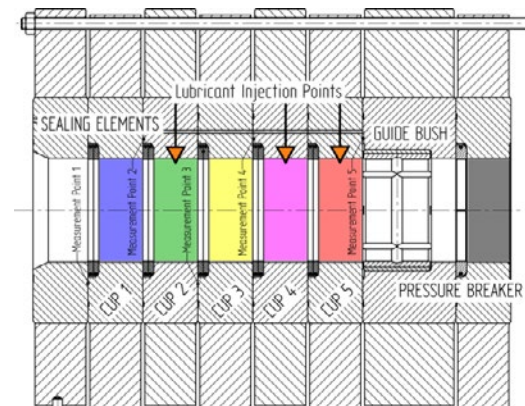 Lubricant Injection Points
SEALING ELEMENTS
GUIDE BUSH
Measurement Point 1
Measurement Point 2
Measurement Point 3
Measurement Point 4
Measurement Point 5
CUP 1
CUP 2
CUP 3
CUP 4
CUP 5
PRESSURE BREAKER